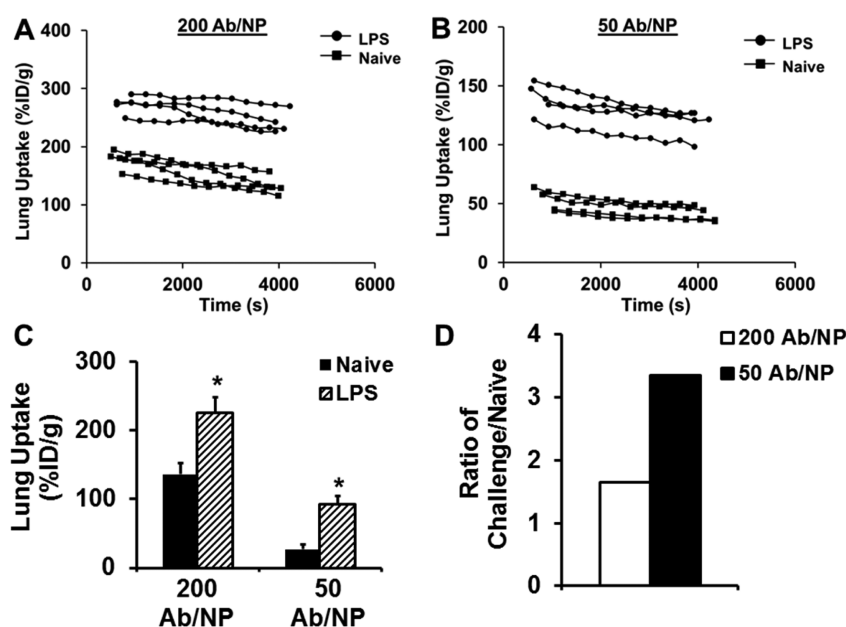 A
200 Ab/NP
400
300
200
100
0
Lung Uptake (%ID/g)
LPS
Naive
0 2000 4000 6000
Time (s)
B
50 Ab/NP
200
150
100
50
0
Lung Uptake (%ID/g)
LPS
Naive
0 2000 4000 6000
Time (s)
C
300
200
100
0
Lung Uptake
(%ID/g)
Naive
LPS
*
*
200
Ab/NP
50
Ab/NP
D
4
3
2
1
0
Ratio of
Challenge/Naïve
200 Ab/NP
50 Ab/NP